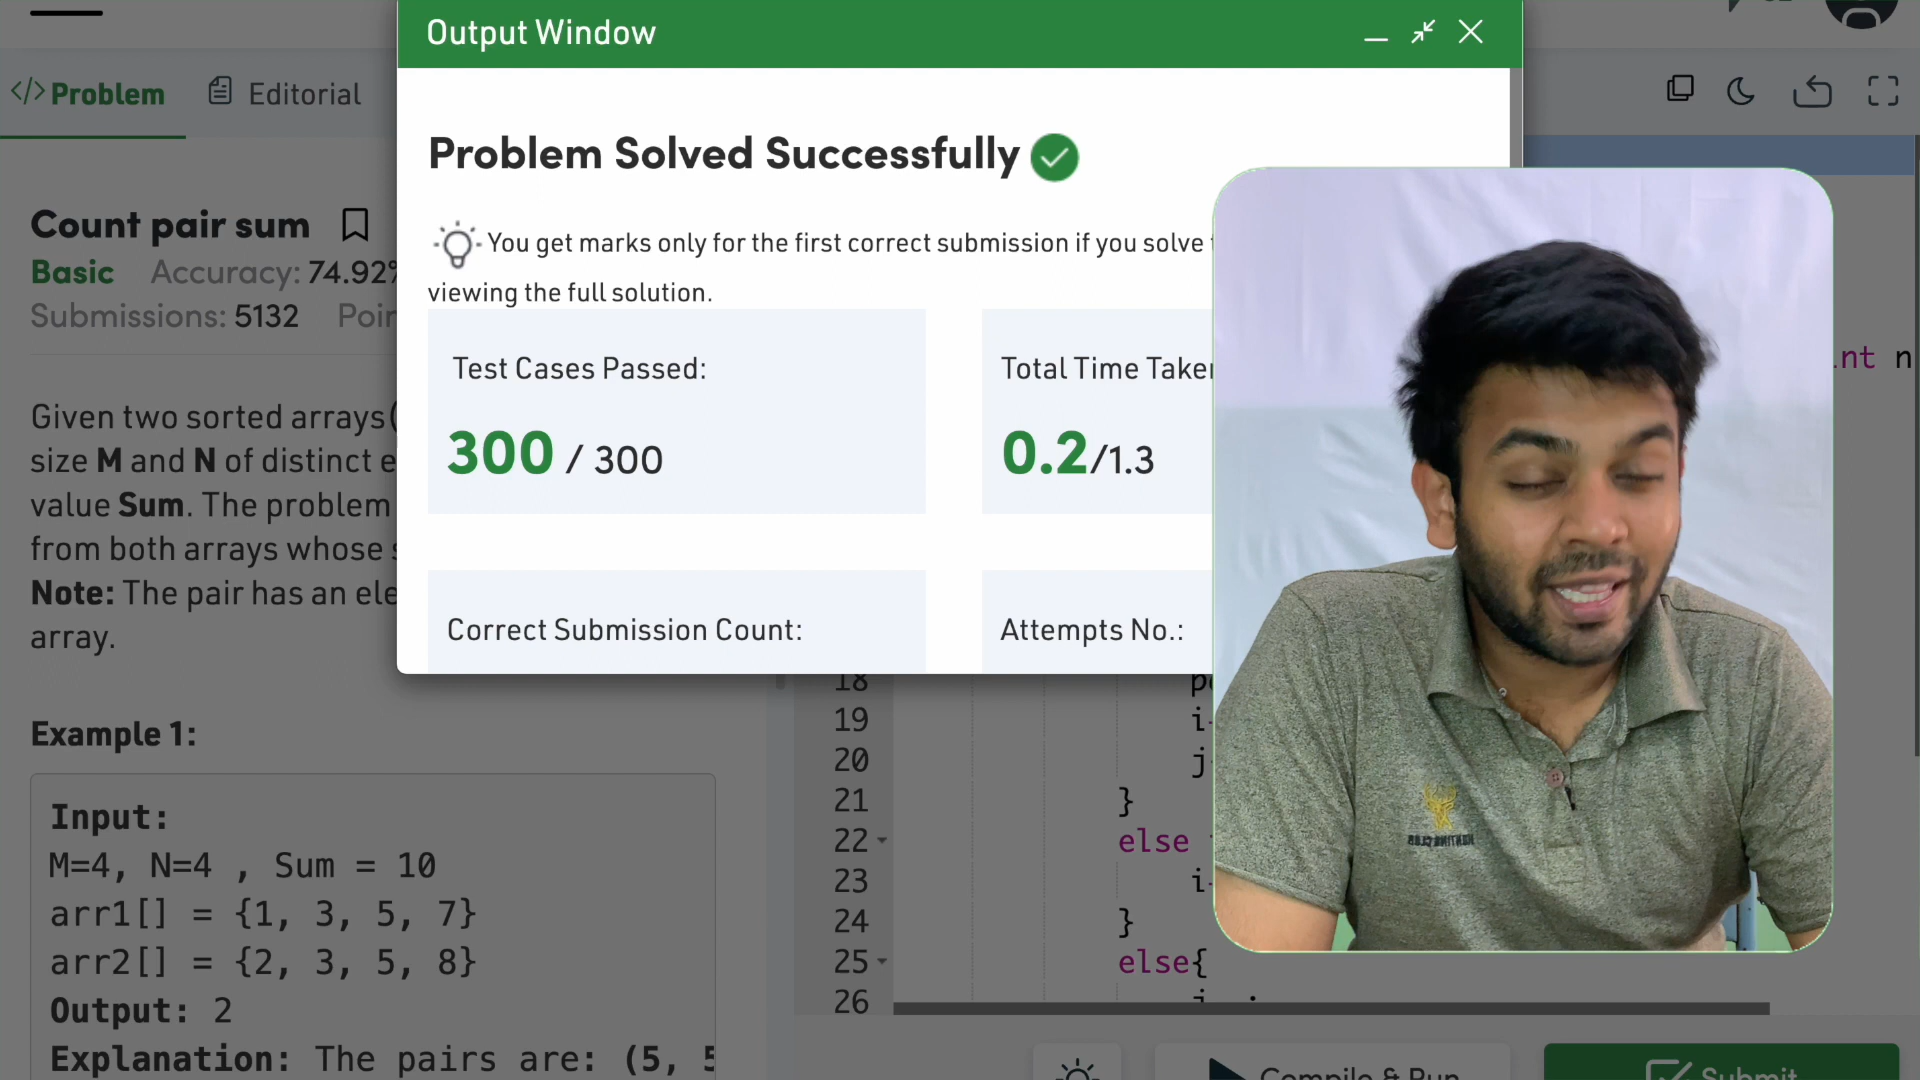 Output Window
</> Problem
Editorial
Problem Solved Successfully
You get marks only for the first correct submission if you solve
viewing the full solution.
Count pair sum
Basic Accuracy: 74.92%
Submissions: 5132
Test Cases Passed:
300 / 300
Total Time Taken
0.2/1.3
Given two sorted arrays(
size M and N of distinct e
value Sum. The problem
from both arrays whose s
Note: The pair has an ele
array.
Correct Submission Count:
Attempts No.:
int n
Example 1:
Input:
M=4, N=4 , Sum = 10
arr1[] = {1, 3, 5, 7}
arr2[] = {2, 3, 5, 8}
Output: 2
Explanation: The pairs are: (5, 5
18
19 i
20 j
21 }
22 else
23 i
24 }
25 else{
26
HUNTING CLUB
Compile & Run
Submit